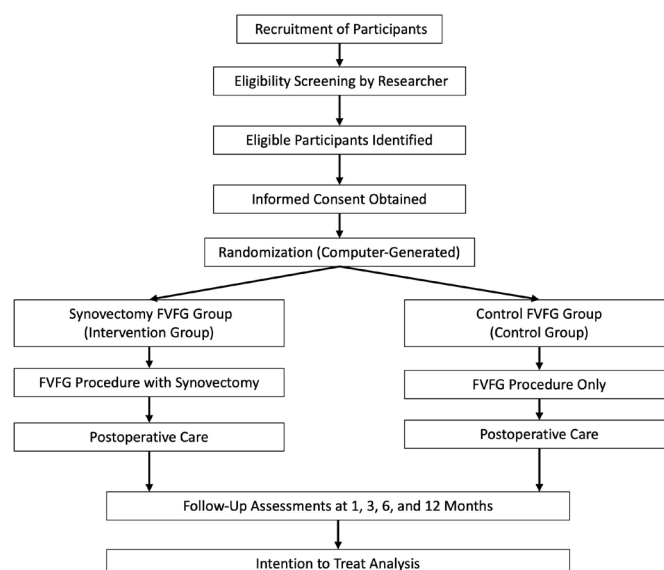 Recruitment of Participants
Eligibility Screening by Researcher
Eligible Participants Identified
Informed Consent Obtained
Randomization (Computer-Generated)
Synovectomy FVFG Group
(Intervention Group)
Control FVFG Group
(Control Group)
FVFG Procedure with Synovectomy
FVFG Procedure Only
Postoperative Care
Postoperative Care
Follow-Up Assessments at 1, 3, 6, and 12 Months
Intention to Treat Analysis